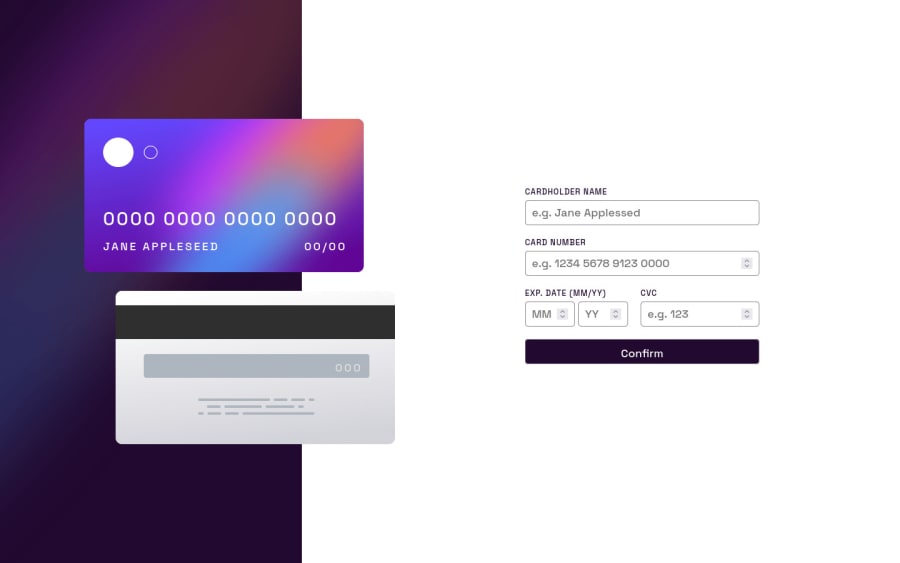 0000 0000 0000 0000
JANE APPLESEED 00/00
000
CARDHOLDER NAME
e.g. Jane Applessed
CARD NUMBER
e.g. 1234 5678 9123 0000
EXP. DATE (MM/YY) CVC
MM YY e.g. 123
Confirm